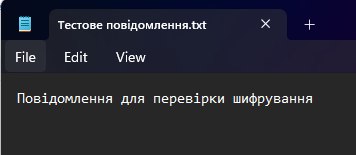 Тестове повідомлення.txt
File Edit View
Повідомлення для перевірки шифрування